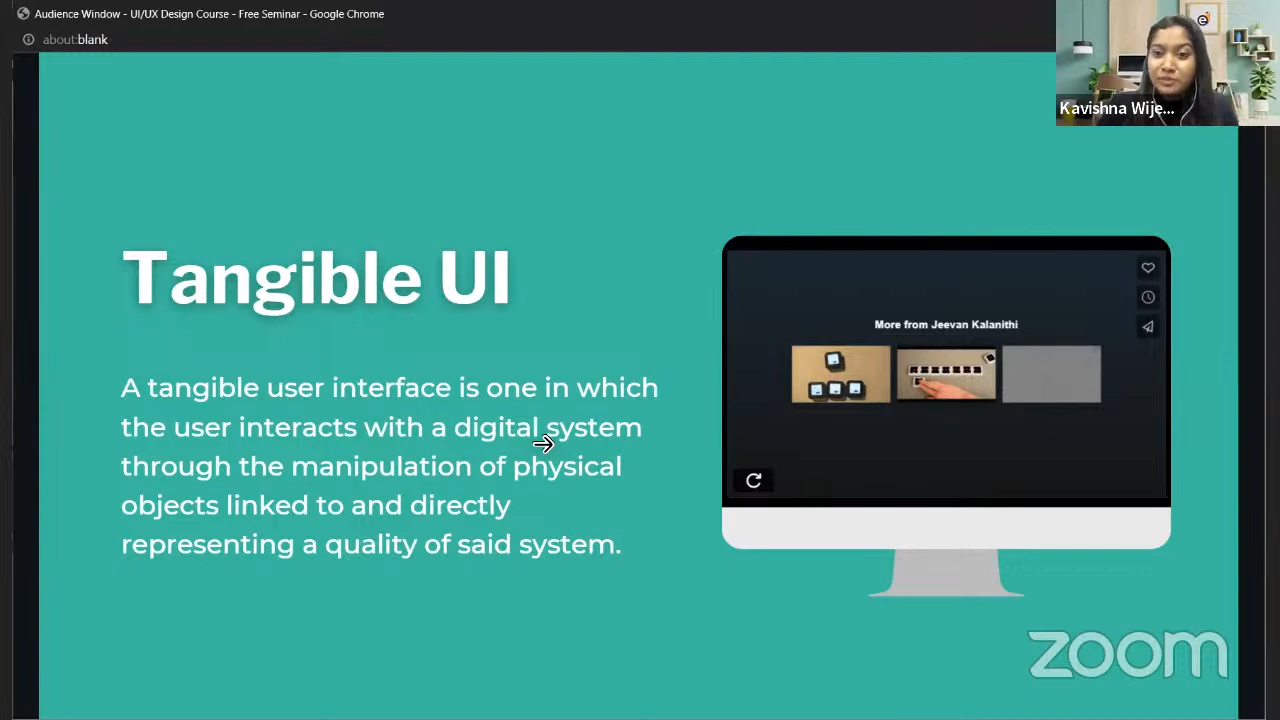 Audience Window - UI/UX Design Course - Free Seminar - Google Chrome
about:blank
Kavishna Wije...
Tangible UI
A tangible user interface is one in which
the user interacts with a digital system
through the manipulation of physical
objects linked to and directly
representing a quality of said system.
More from Jeevan Kalanithi
zoom